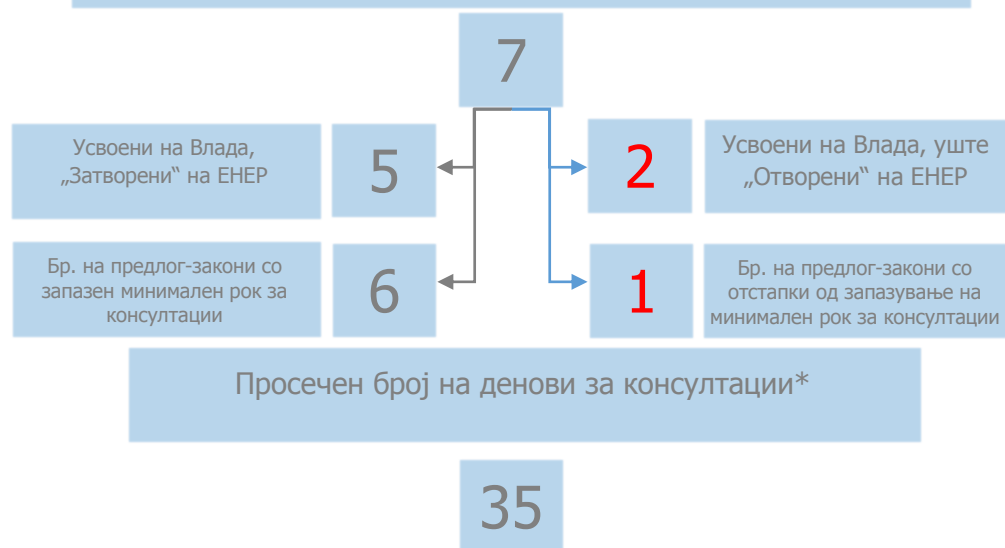 7
Усвоени на Влада,
„Затворени“ на ЕНЕР
5
2
Усвоени на Влада, уште
„Отворени“ на ЕНЕР
Бр. на предлог-закони со
запазен минимален рок за
консултации
6
1
Бр. на предлог-закони со
отстапки од запазување на
минимален рок за консултации
Просечен број на денови за консултации*
35